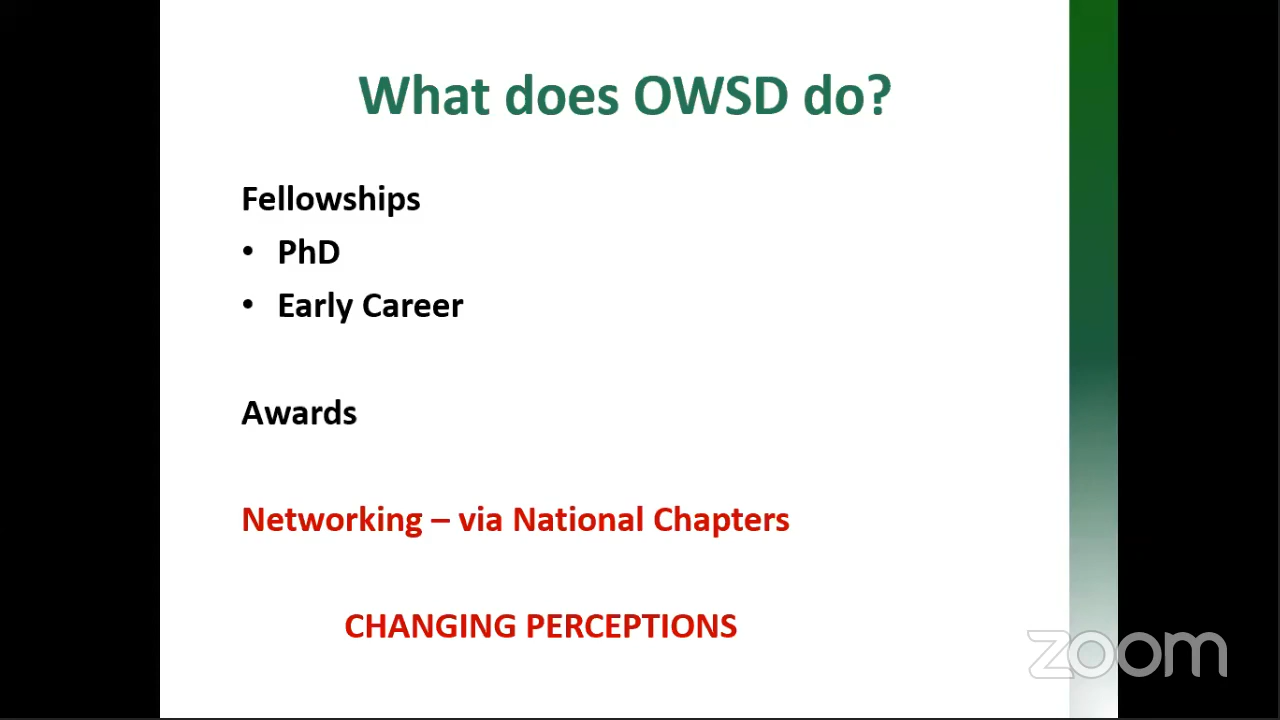 What does OWSD do?
Fellowships
• PhD
• Early Career
Awards
Networking – via National Chapters
CHANGING PERCEPTIONS
zoom